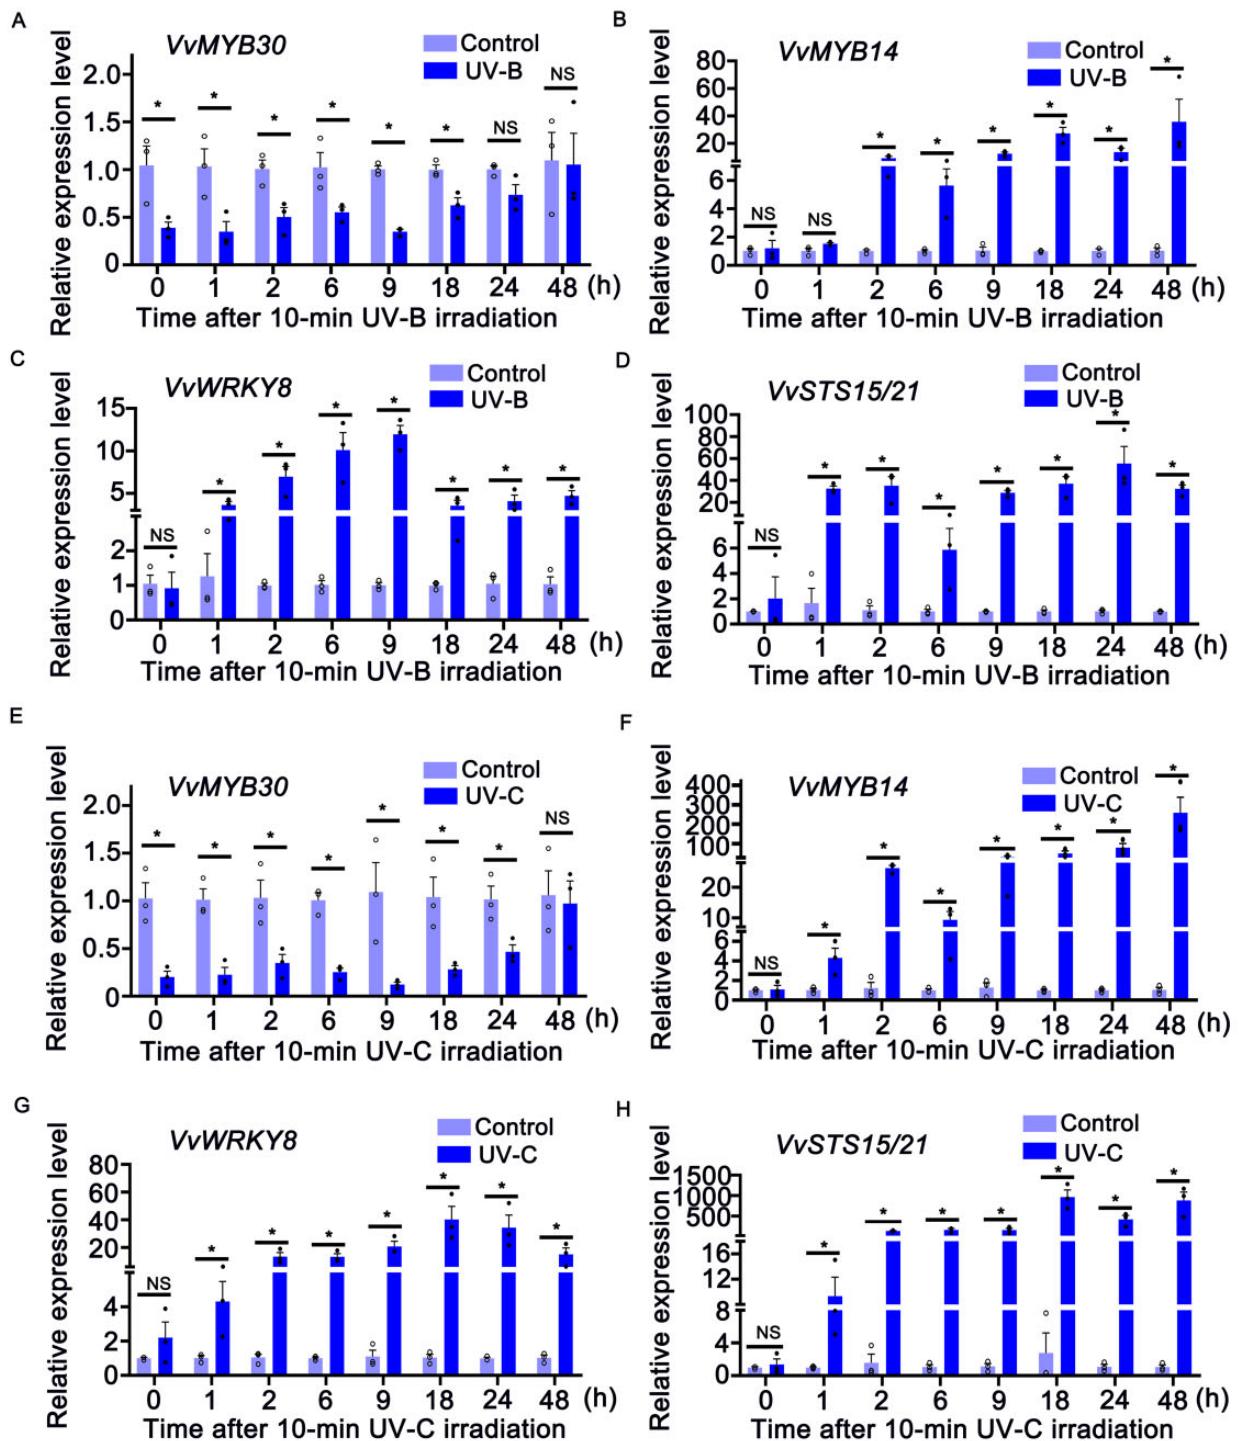 A
VvMYB30
Control
UV-B
Relative expression level
2.0
1.5
1.0
0.5
0
* * * * * * NS NS
0 1 2 6 9 18 24 48 (h)
Time after 10-min UV-B irradiation
B
VvMYB14
Control
UV-B
Relative expression level
80
60
40
20
6
4
2
0
NS NS * * * * * *
0 1 2 6 9 18 24 48 (h)
Time after 10-min UV-B irradiation
C
VvWRKY8
Control
UV-B
Relative expression level
15
10
5
2
1
0
NS * * * * * * *
0 1 2 6 9 18 24 48 (h)
Time after 10-min UV-B irradiation
D
VvSTS15/21
Control
UV-B
Relative expression level
100
80
60
40
20
6
4
2
0
NS * * * * * * *
0 1 2 6 9 18 24 48 (h)
Time after 10-min UV-B irradiation
E
VvMYB30
Control
UV-C
Relative expression level
2.0
1.5
1.0
0.5
0
* * * * * * * NS
0 1 2 6 9 18 24 48 (h)
Time after 10-min UV-C irradiation
F
VvMYB14
Control
UV-C
Relative expression level
400
300
200
100
20
10
6
4
2
0
NS * * * * * * *
0 1 2 6 9 18 24 48 (h)
Time after 10-min UV-C irradiation
G
VvWRKY8
Control
UV-C
Relative expression level
80
60
40
20
4
2
0
NS * * * * * * *
0 1 2 6 9 18 24 48 (h)
Time after 10-min UV-C irradiation
H
VvSTS15/21
Control
UV-C
Relative expression level
1500
1000
500
16
12
8
4
0
NS * * * * * * *
0 1 2 6 9 18 24 48 (h)
Time after 10-min UV-C irradiation